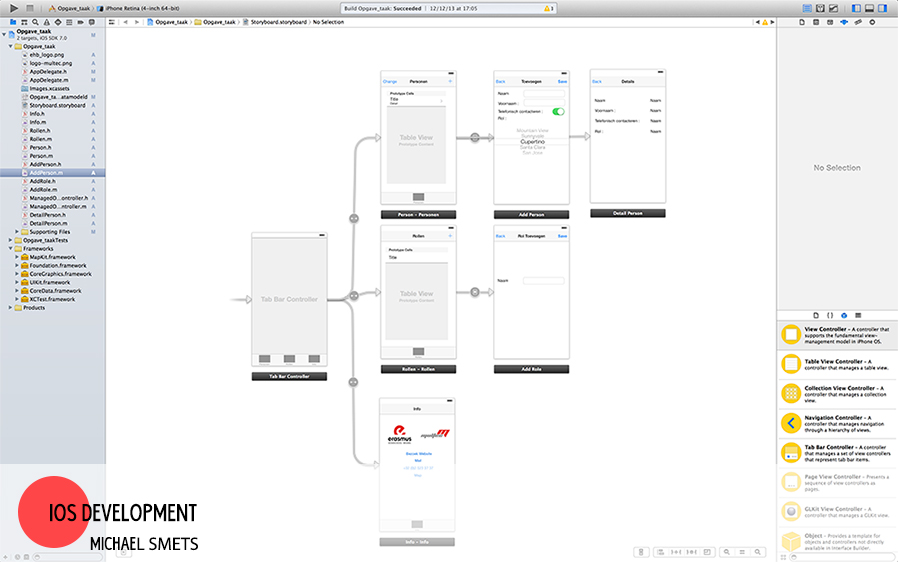 Opgave_taak
iPhone Retina (4-inch 64-bit)
Build Opgave_taak: Succeeded
12/12/13 at 17:05
1
Opgave_taak
Opgave_taak
Storyboard.storyboard
No Selection
Opgave_taak
2 targets, iOS SDK 7.0
M
Opgave_taak
ehb_logo.png
A
logo-multec.png
A
AppDelegate.h
M
AppDelegate.m
M
Images.xcassets
Opgave_ta...atamodeld
A
Storyboard.storyboard
A
Info.h
A
Info.m
A
Rollen.h
A
Rollen.m
A
Person.h
A
Person.m
A
AddPerson.h
A
AddPerson.m
A
AddRole.h
A
AddRole.m
A
ManagedO...ontroller.h
A
ManagedO...ontroller.m
A
DetailPerson.h
A
DetailPerson.m
A
Supporting Files
M
Opgave_taakTests
Frameworks
MapKit.framework
Foundation.framework
CoreGraphics.framework
UIKit.framework
CoreData.framework
XCTest.framework
Products
Tab Bar Controller
Tab Bar Controller
Change
Personen
+
Prototype Cells
Title
Table View
Prototype Content
Person - Personen
Back
Toevoegen
Save
Naam
Voornaam :
Telefonisch contacteren :
Rol :
Mountain View
Sunnyvale
Cupertino
Santa Clara
San Jose
Add Person
Back
Details
Naam
Naam
Voornaam :
Naam
Telefonisch contacteren :
Naam
Rol :
Naam
Detail Person
Rollen
+
Prototype Cells
Title
Table View
Prototype Content
Rollen - Rollen
Back
Rol Toevoegen
Save
Naam
Add Role
Info
erasmus
Bezoek Website
Info - Info
No Selection
View Controller - A controller that
supports the fundamental view-
management model in iPhone OS.
Table View Controller - A
controller that manages a table view.
Collection View Controller - A
controller that manages a collection
view.
Navigation Controller - A
controller that manages navigation
through a hierarchy of views.
Tab Bar Controller - A controller
that manages a set of view controllers
that represent tab bar items.
Page View Controller - Presents a
sequence of view controllers as
pages.
GLKit View Controller - A
controller that manages a GLKit view.
Object - Provides a template for
objects and controllers not directly
available in Interface Builder.
IOS DEVELOPMENT
MICHAEL SMETS